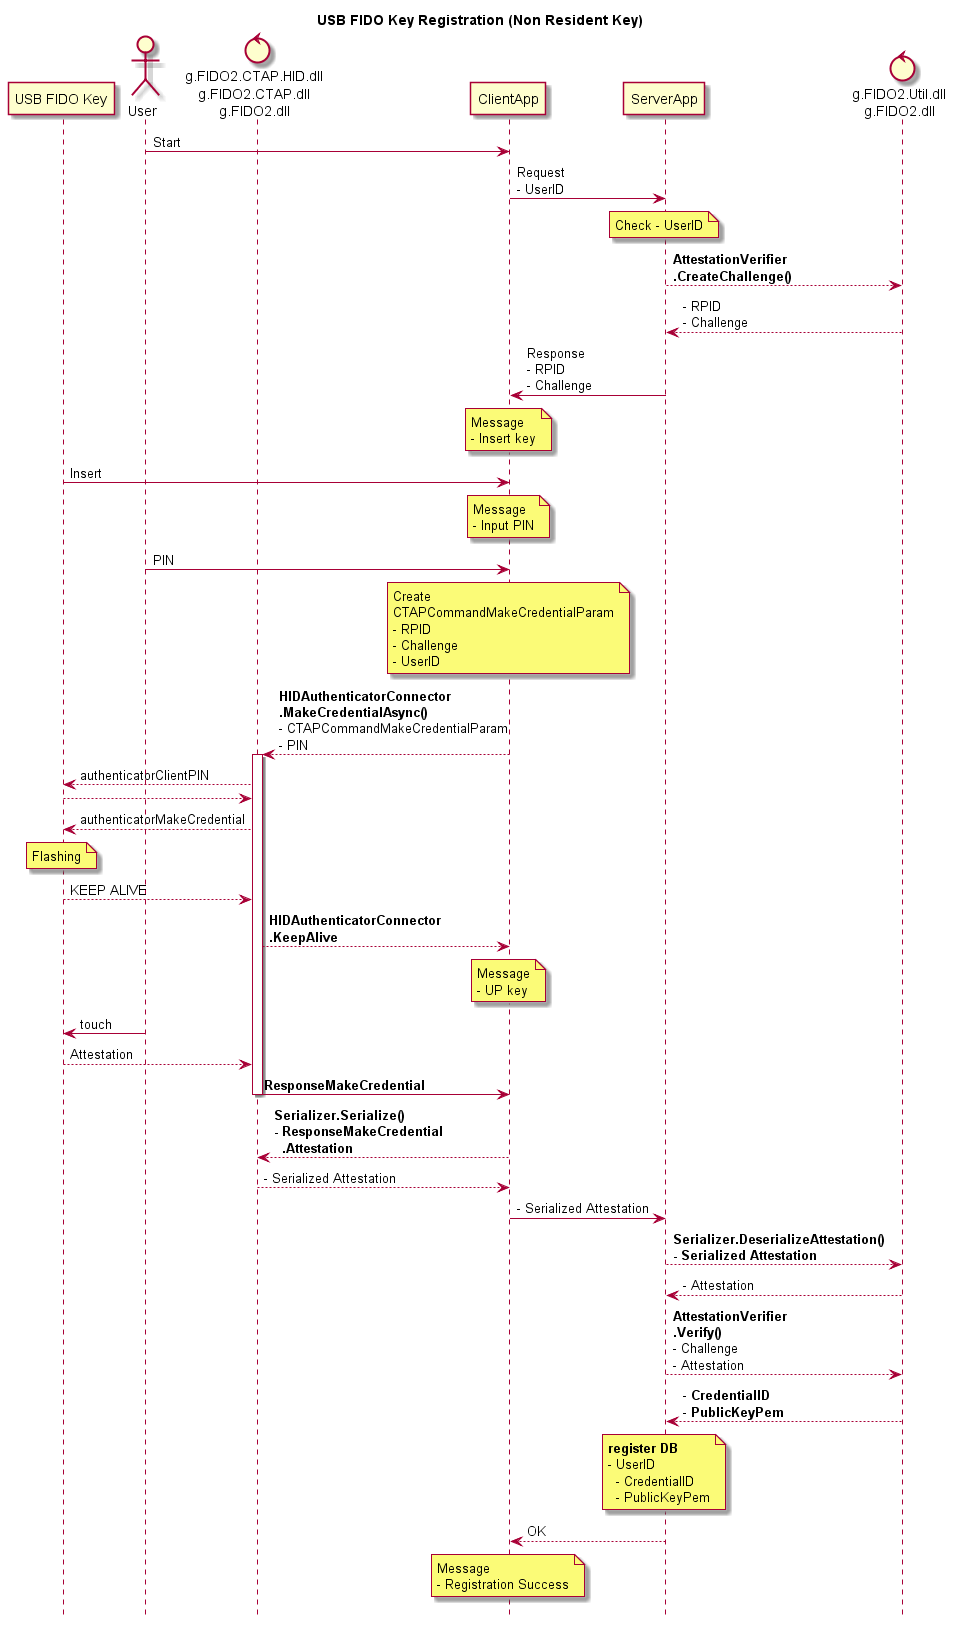 USB FIDO Key Registration (Non Resident Key)
USB FIDO Key
User
g.FIDO2.CTAP.HID.dll
g.FIDO2.CTAP.dll
g.FIDO2.dll
ClientApp
ServerApp
g.FIDO2.Util.dll
g.FIDO2.dll
Start
Request
- UserID
Check - UserID
AttestationVerifier
.CreateChallenge()
- RPID
- Challenge
Response
- RPID
- Challenge
Message
- Insert key
Insert
Message
- Input PIN
PIN
Create
CTAPCommandMakeCredentialParam
- RPID
- Challenge
- UserID
HIDAuthenticatorConnector
.MakeCredentialAsync()
- CTAPCommandMakeCredentialParam
- PIN
authenticatorClientPIN
authenticatorMakeCredential
Flashing
KEEP ALIVE
HIDAuthenticatorConnector
.KeepAlive
Message
- UP key
touch
Attestation
ResponseMakeCredential
Serializer.Serialize()
- ResponseMakeCredential
.Attestation
- Serialized Attestation
- Serialized Attestation
Serializer.DeserializeAttestation()
- Serialized Attestation
- Attestation
AttestationVerifier
.Verify()
- Challenge
- Attestation
- CredentialID
- PublicKeyPem
register DB
- UserID
- CredentialID
- PublicKeyPem
OK
Message
- Registration Success